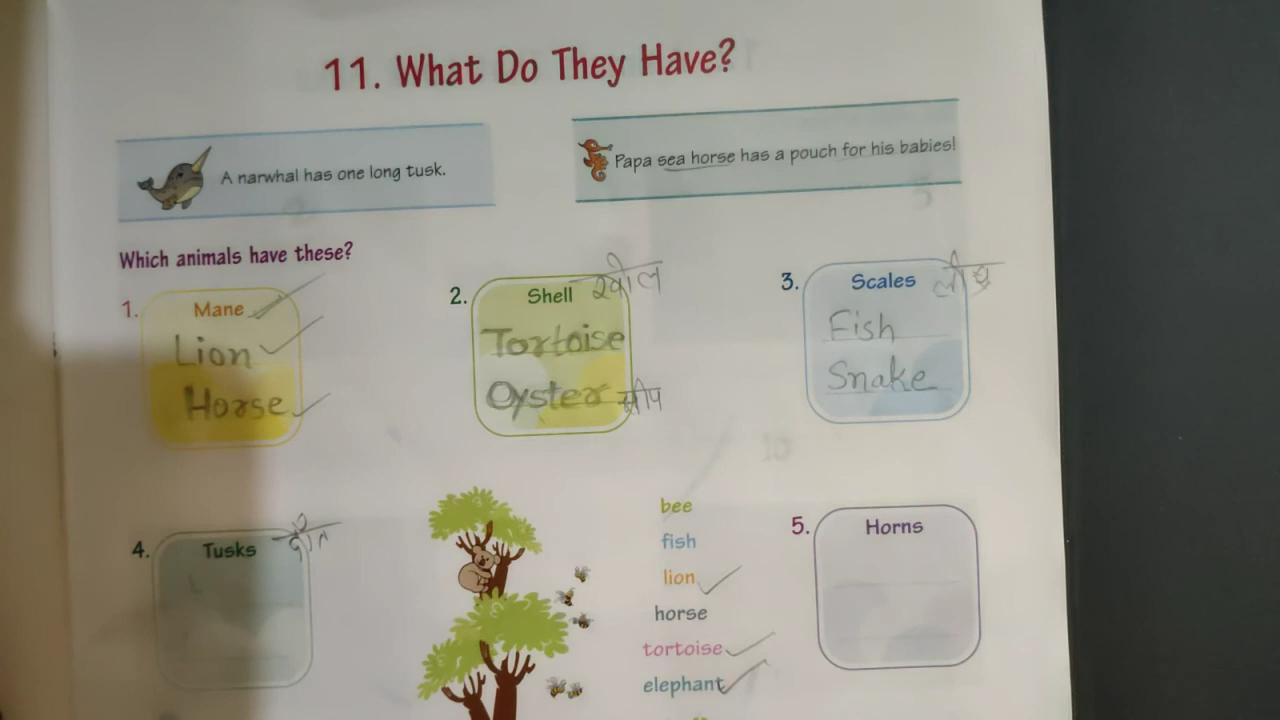 11. What Do They Have?
A narwhal has one long tusk.
Papa sea horse has a pouch for his babies!
Which animals have these?
1. Mane
Lion
Horse
2. Shell खोल
Tortoise
Oyster सीप
3. Scales
Fish
Snake
4. Tusks
bee
fish
lion
horse
tortoise
elephant
5. Horns